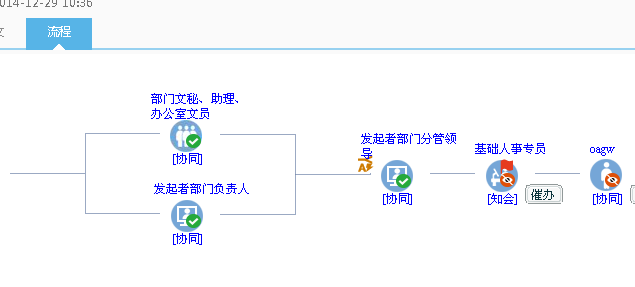 014-12-29 10:36
文
流程
部门文秘、助理、
办公室文员
[协同]
发起者部门负责人
[协同]
发起者部门分管领
导
[协同]
基础人事专员
[知会]
催办
oagw
[协同]